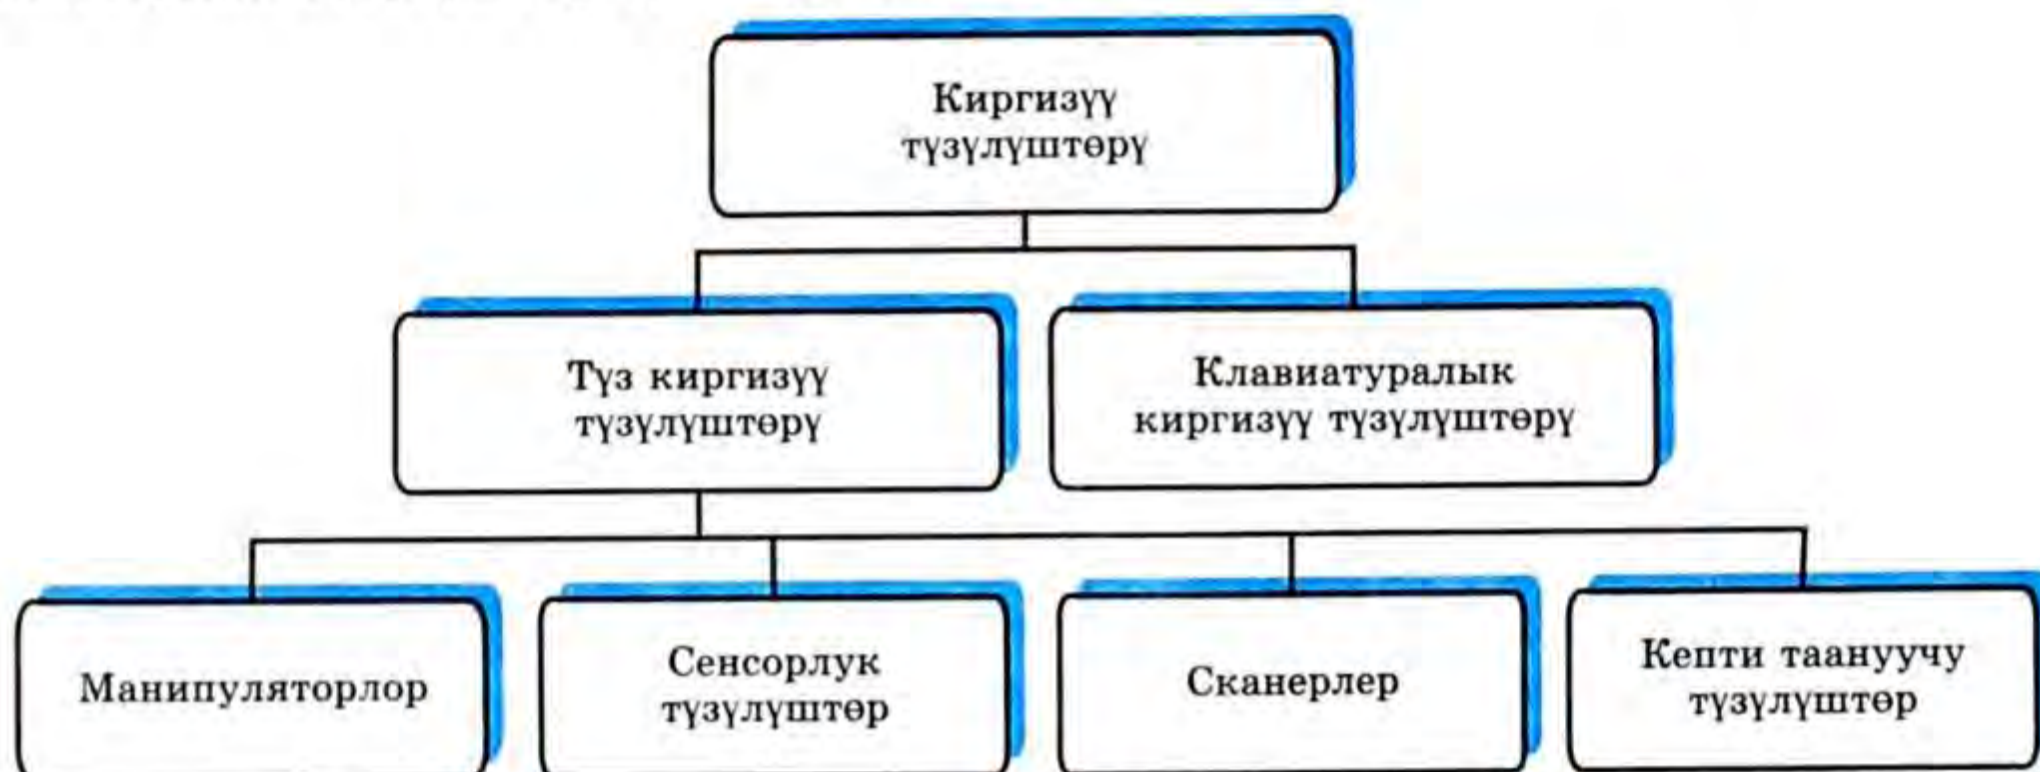 Киргизүү
түзүлүштөрү
Түз киргизүү
түзүлүштөрү
Клавиатуралык
киргизүү түзүлүштөрү
Манипуляторлор
Сенсорлук
түзүлүштөр
Сканерлер
Кепти таануучу
түзүлүштөр